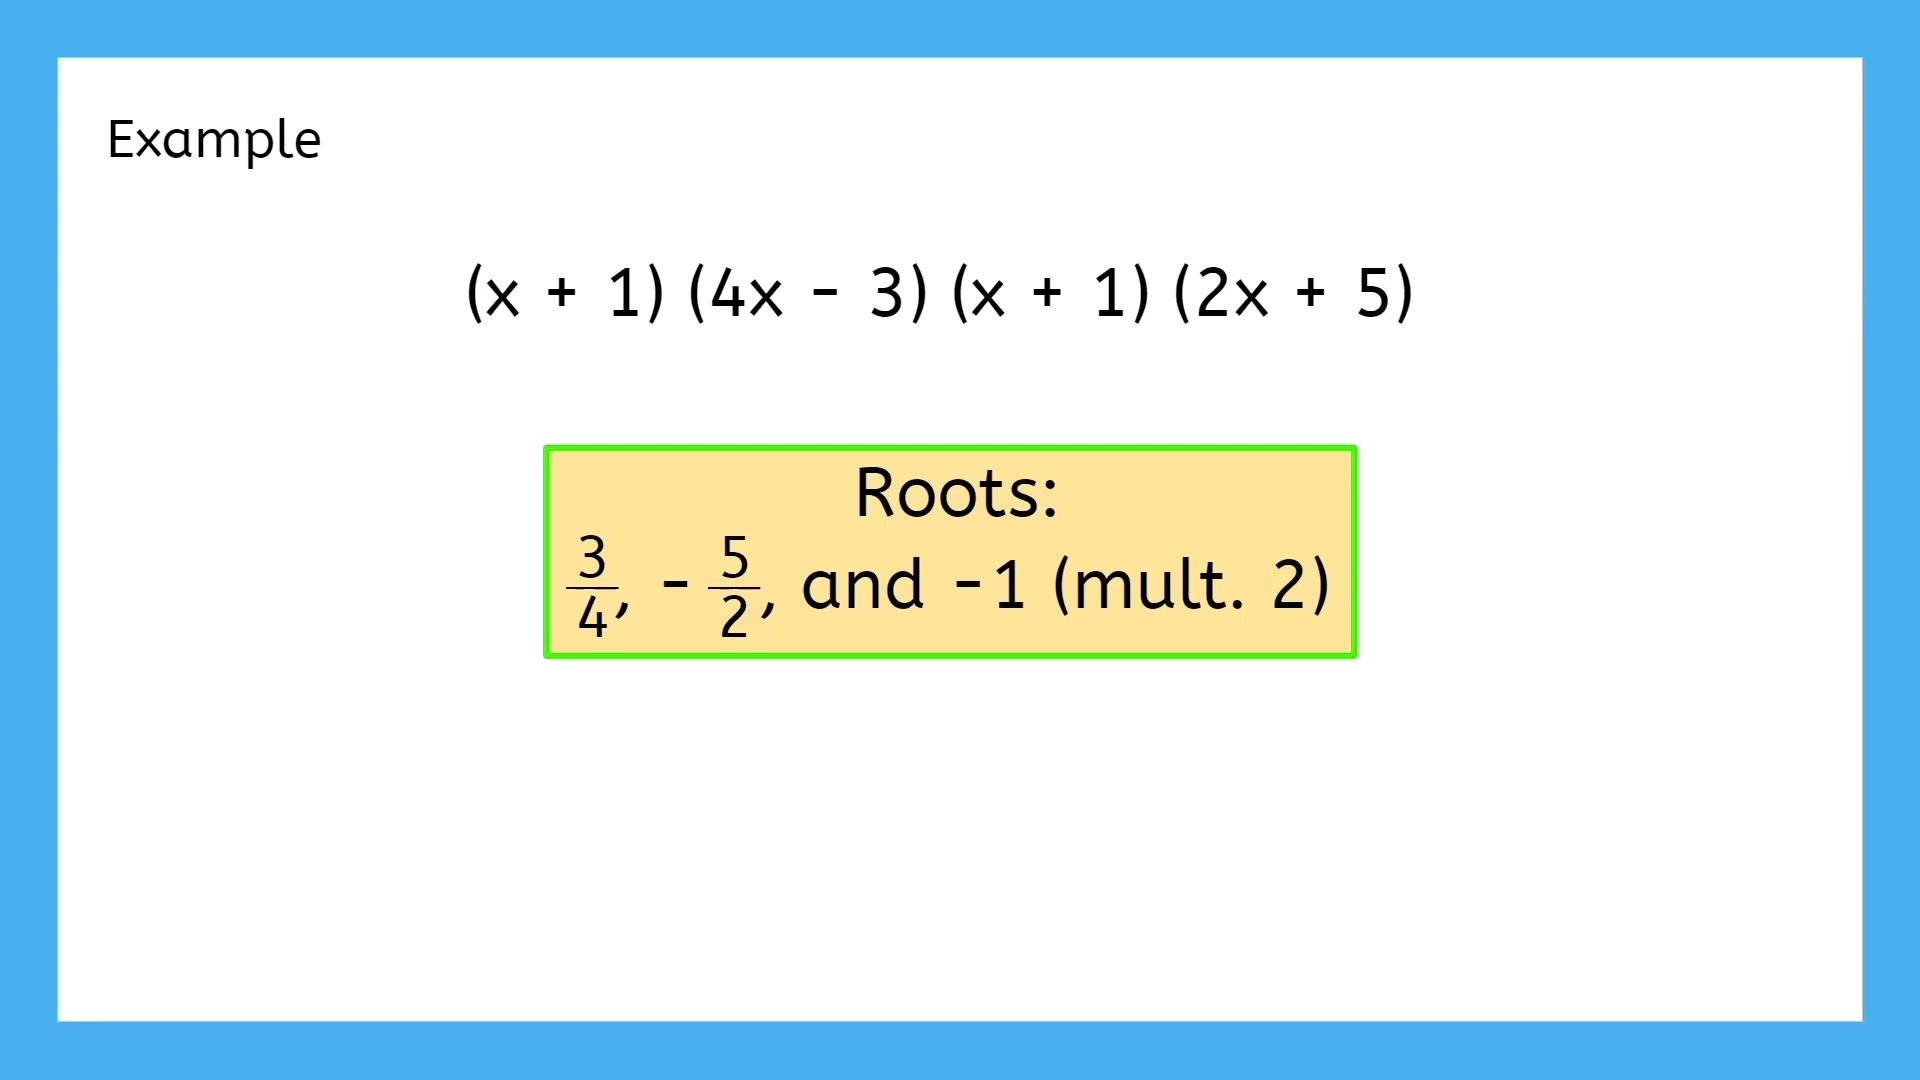 Example
(x + 1) (4x - 3) (x + 1) (2x + 5)
Roots:
3/4, -5/2, and -1 (mult. 2)